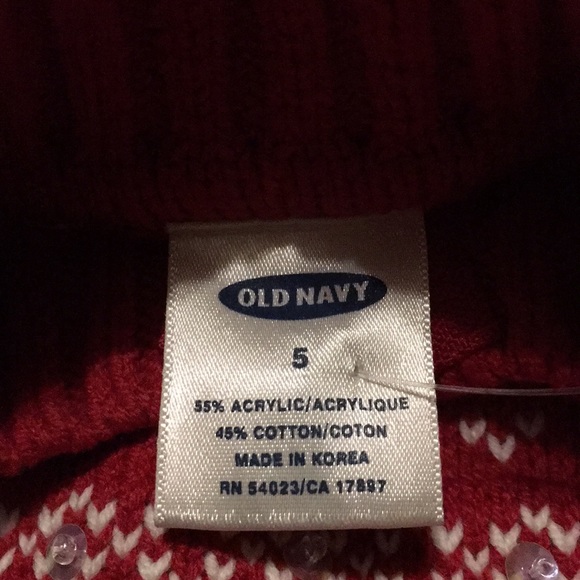 OLD NAVY
5
55% ACRYLIC/ACRYLIQUE
45% COTTON/COTON
MADE IN KOREA
RN 54023/CA 17897